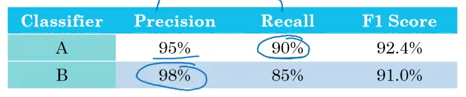 Classifier Precision Recall F1 Score
A 95% 90% 92.4%
B 98% 85% 91.0%